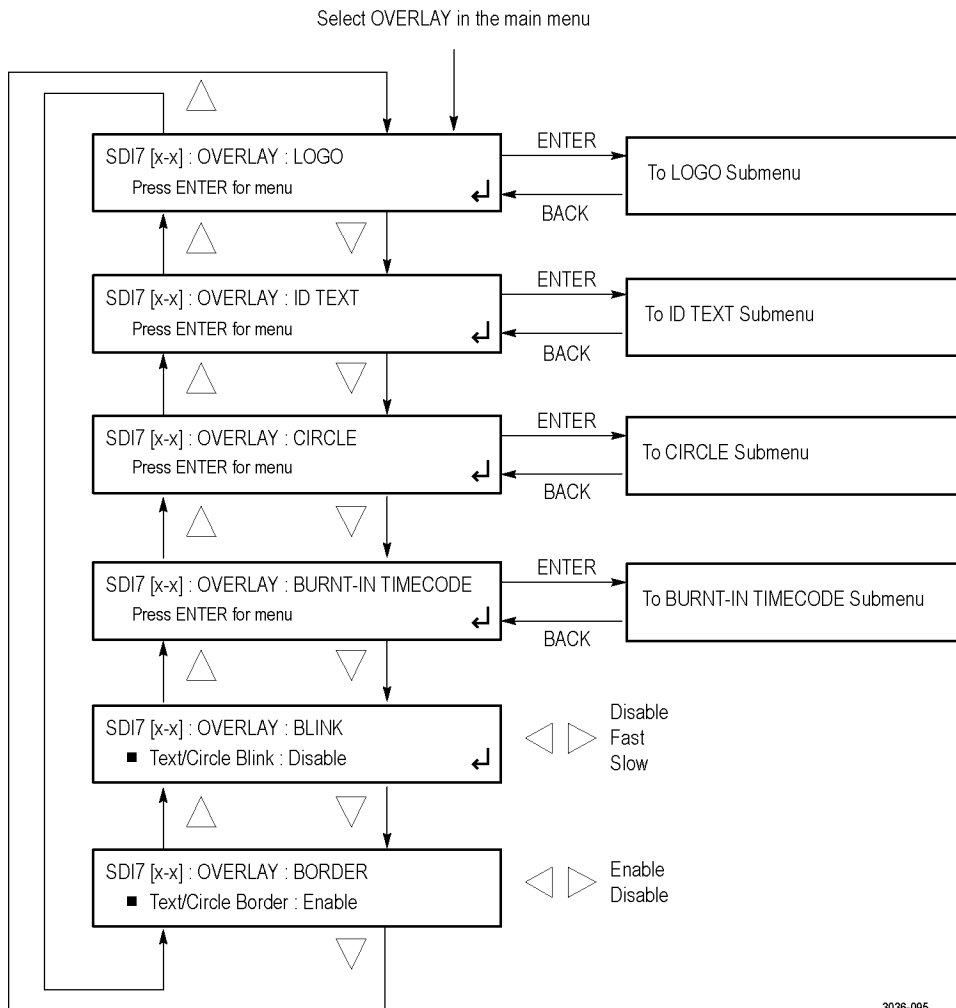 Select OVERLAY in the main menu
SDI7 [x-x] : OVERLAY : LOGO
Press ENTER for menu
ENTER
BACK
To LOGO Submenu
SDI7 [x-x] : OVERLAY : ID TEXT
Press ENTER for menu
ENTER
BACK
To ID TEXT Submenu
SDI7 [x-x] : OVERLAY : CIRCLE
Press ENTER for menu
ENTER
BACK
To CIRCLE Submenu
SDI7 [x-x] : OVERLAY : BURNT-IN TIMECODE
Press ENTER for menu
ENTER
BACK
To BURNT-IN TIMECODE Submenu
SDI7 [x-x] : OVERLAY : BLINK
■ Text/Circle Blink : Disable
Disable
Fast
Slow
SDI7 [x-x] : OVERLAY : BORDER
■ Text/Circle Border : Enable
Enable
Disable
3036-095